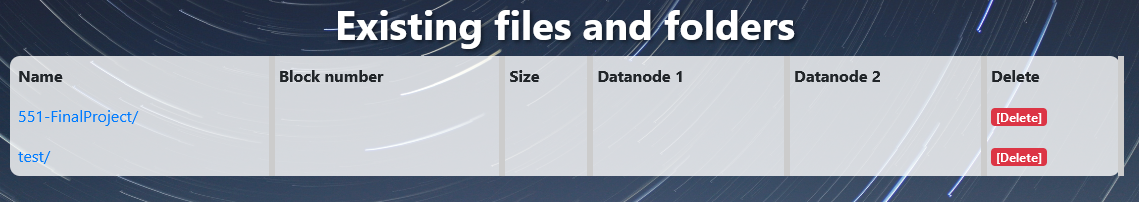 Existing files and folders
Name Block number Size Datanode 1 Datanode 2 Delete
551-FinalProject/ [Delete]
test/ [Delete]